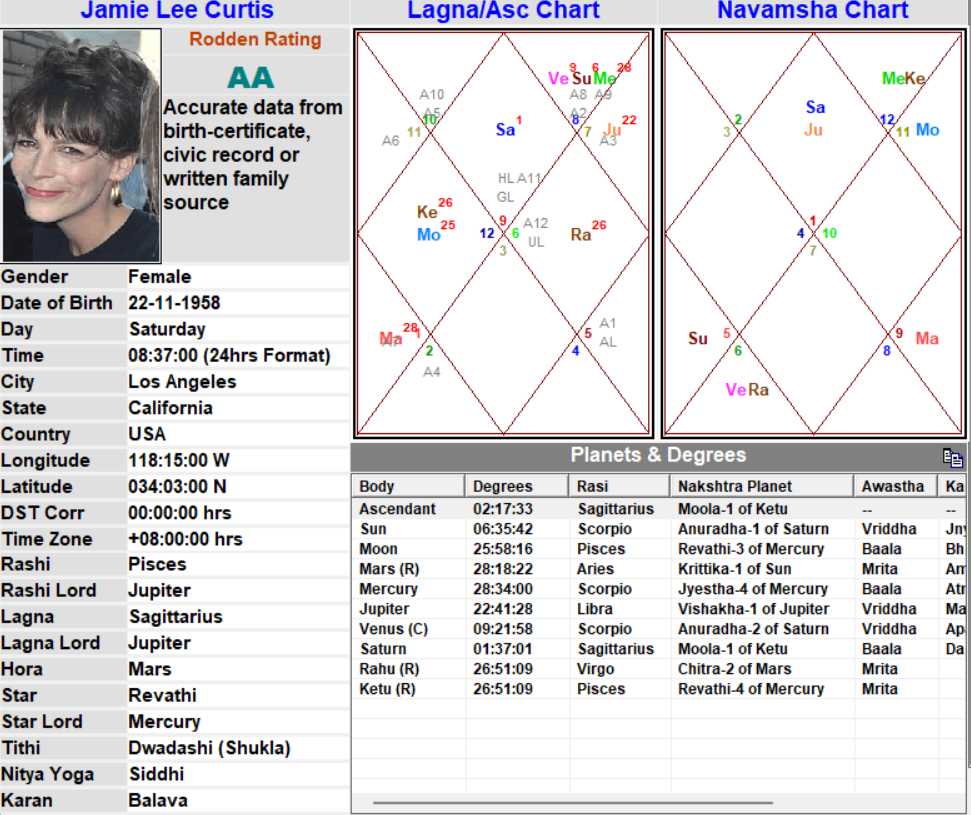 Jamie Lee Curtis
Rodden Rating
AA
Accurate data from
birth-certificate,
civic record or
written family
source
Gender Female
Date of Birth 22-11-1958
Day Saturday
Time 08:37:00 (24hrs Format)
City Los Angeles
State California
Country USA
Longitude 118:15:00 W
Latitude 034:03:00 N
DST Corr 00:00:00 hrs
Time Zone +08:00:00 hrs
Rashi Pisces
Rashi Lord Jupiter
Lagna Sagittarius
Lagna Lord Jupiter
Hora Mars
Star Revathi
Star Lord Mercury
Tithi Dwadashi (Shukla)
Nitya Yoga Siddhi
Karan Balava
Lagna/Asc Chart
9 6 28
Ve Su Me
A10 A8 A9
A5 A2
10 8
11 Sa 1 7 Ju 22
A6 A3
HL A11
GL
Ke 26
9 A12
Mo 25 12 6 Ra 26
UL
3
A1
Ma 28 1 5
A7 AL
2 4
A4
Navamsha Chart
Me Ke
Sa
2 12
3 Ju 11 Mo
1
4 10
7
Su 5 9 Ma
6 8
Ve Ra
Planets & Degrees
Body Degrees Rasi Nakshtra Planet Awastha Ka
Ascendant 02:17:33 Sagittarius Moola-1 of Ketu -- --
Sun 06:35:42 Scorpio Anuradha-1 of Saturn Vriddha Jny
Moon 25:58:16 Pisces Revathi-3 of Mercury Baala Bh
Mars (R) 28:18:22 Aries Krittika-1 of Sun Mrita Am
Mercury 28:34:00 Scorpio Jyestha-4 of Mercury Baala Atr
Jupiter 22:41:28 Libra Vishakha-1 of Jupiter Vriddha Ma
Venus (C) 09:21:58 Scorpio Anuradha-2 of Saturn Vriddha Ap
Saturn 01:37:01 Sagittarius Moola-1 of Ketu Baala Da
Rahu (R) 26:51:09 Virgo Chitra-2 of Mars Mrita
Ketu (R) 26:51:09 Pisces Revathi-4 of Mercury Mrita